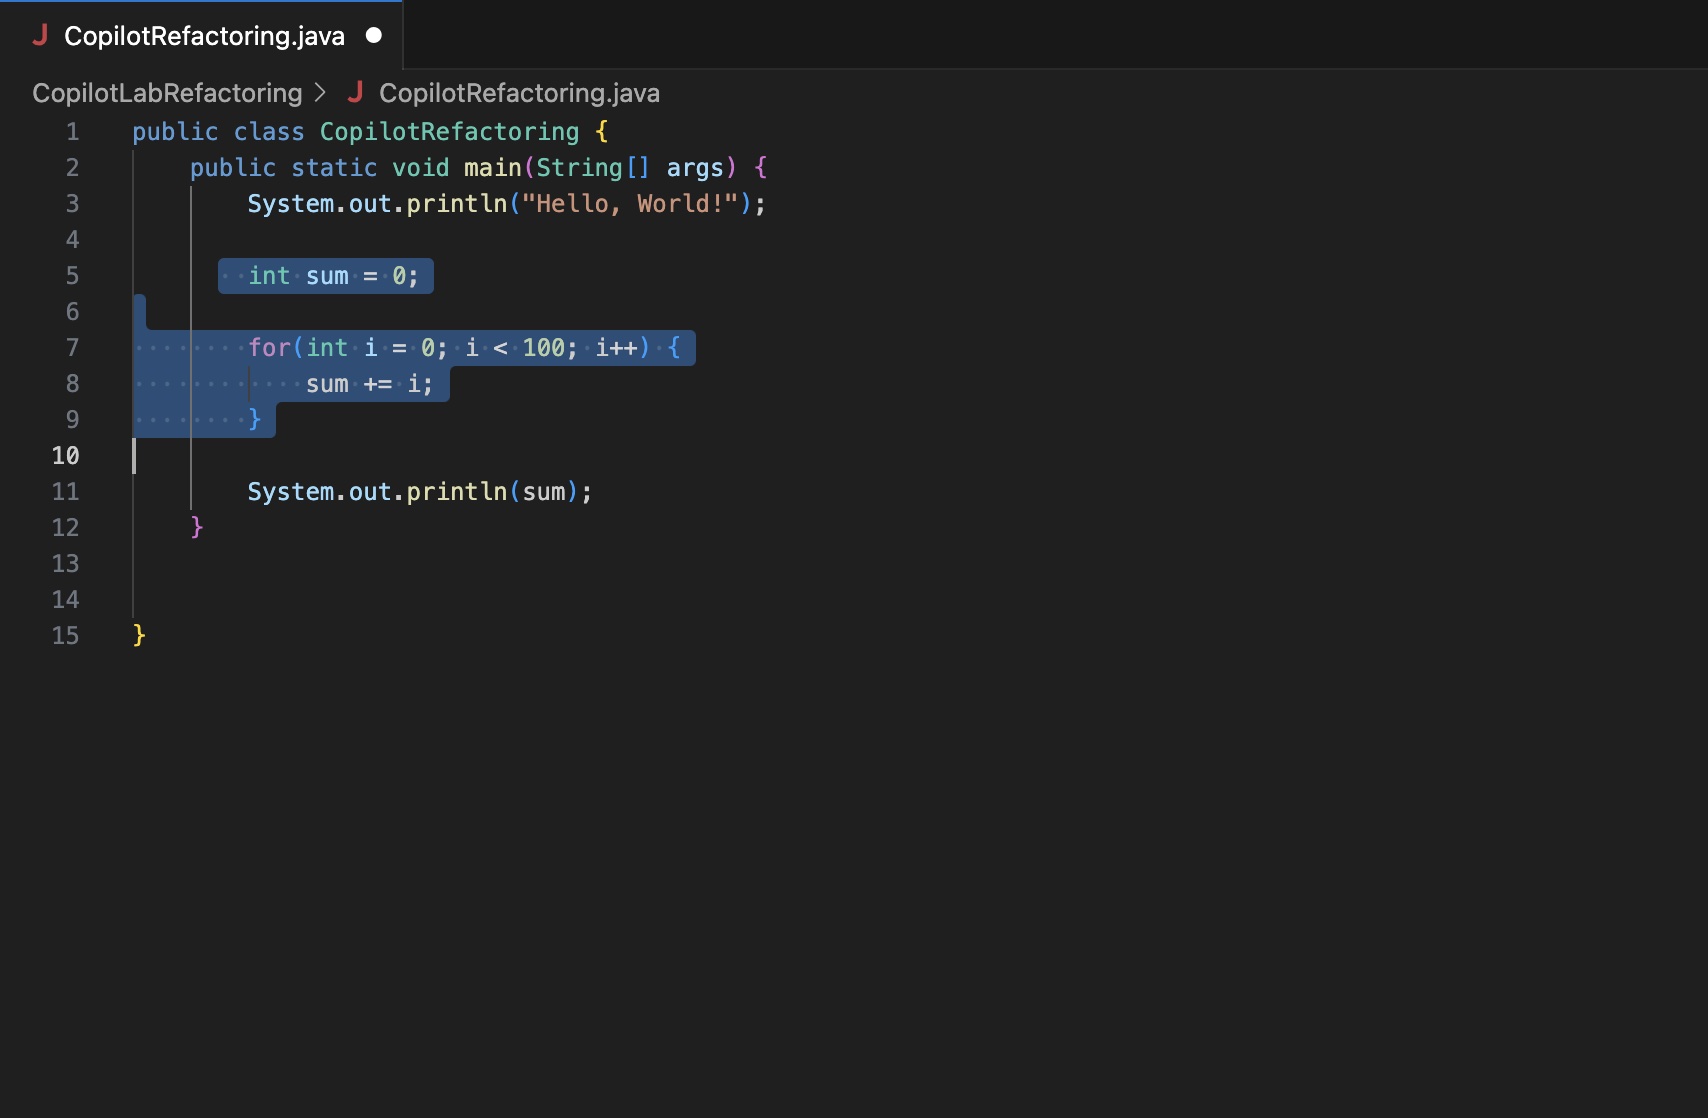 J CopilotRefactoring.java
CopilotLabRefactoring > J CopilotRefactoring.java
1 public class CopilotRefactoring {
2 public static void main(String[] args) {
3 System.out.println("Hello, World!");
4
5 int sum = 0;
6
7 for(int i = 0; i < 100; i++) {
8 sum += i;
9 }
10
11 System.out.println(sum);
12 }
13
14
15 }